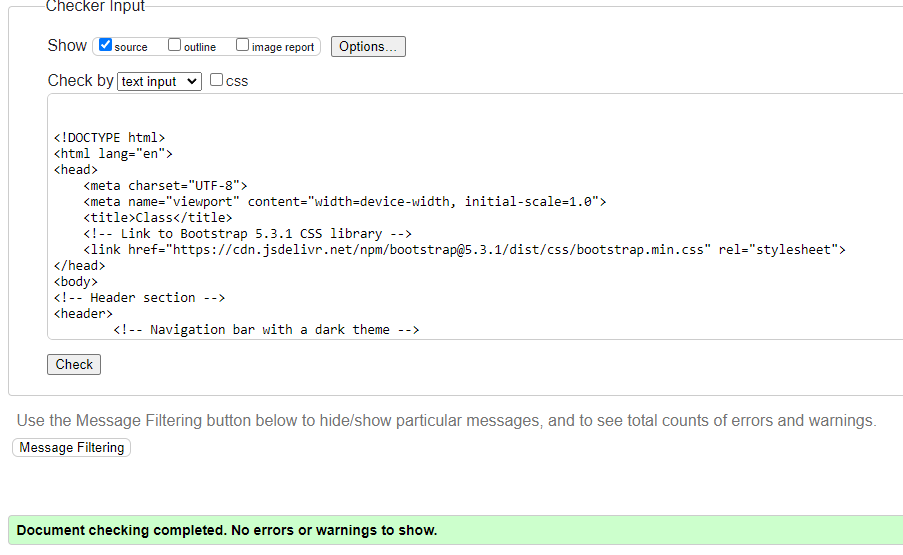 Checker Input
Show source outline image report Options...
Check by text input css
<!DOCTYPE html>
<html lang="en">
<head>
    <meta charset="UTF-8">
    <meta name="viewport" content="width=device-width, initial-scale=1.0">
    <title>Class</title>
    <!-- Link to Bootstrap 5.3.1 CSS library -->
    <link href="https://cdn.jsdelivr.net/npm/bootstrap@5.3.1/dist/css/bootstrap.min.css" rel="stylesheet">
</head>
<body>
<!-- Header section -->
<header>
        <!-- Navigation bar with a dark theme -->
Check
Use the Message Filtering button below to hide/show particular messages, and to see total counts of errors and warnings.
Message Filtering
Document checking completed. No errors or warnings to show.